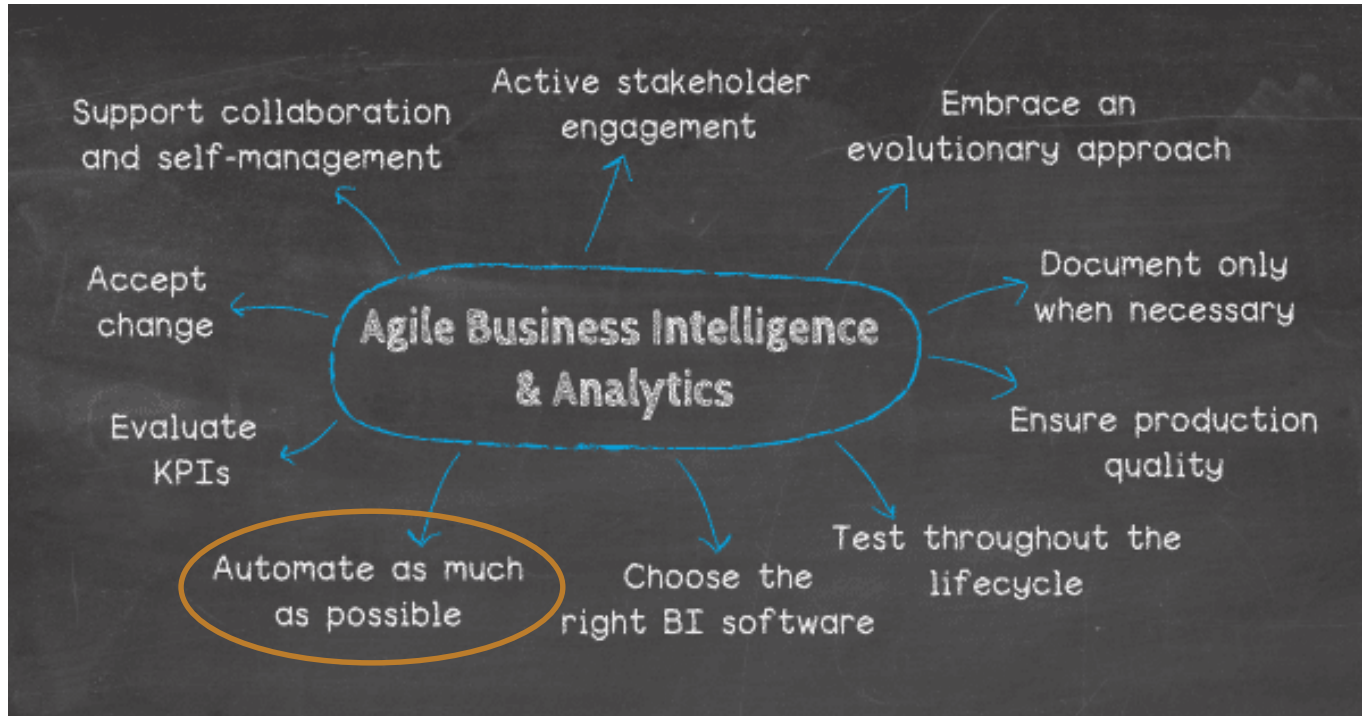 Active stakeholder
engagement
Support collaboration
and self-management
Embrace an
evolutionary approach
Accept
change
Agile Business Intelligence
& Analytics
Document only
when necessary
Evaluate
KPIs
Ensure production
quality
Automate as much
as possible
Choose the
right BI software
Test throughout the
lifecycle